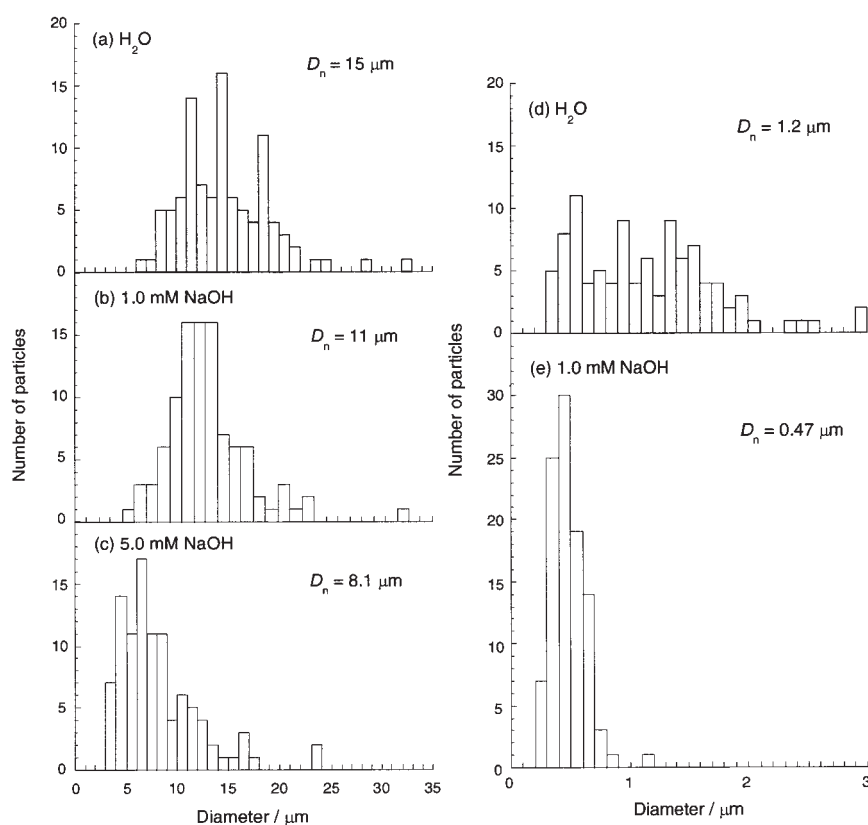 20
(a) H₂O
Dₙ = 15 μm
15
10
5
0
(b) 1.0 mM NaOH
15
Dₙ = 11 μm
10
5
0
(c) 5.0 mM NaOH
15
Dₙ = 8.1 μm
10
5
0
0 5 10 15 20 25 30 35
Diameter / μm
Number of particles
20
(d) H₂O
Dₙ = 1.2 μm
15
10
5
0
(e) 1.0 mM NaOH
30
Dₙ = 0.47 μm
25
20
15
10
5
0
0 1 2 3
Diameter / μm
Number of particles